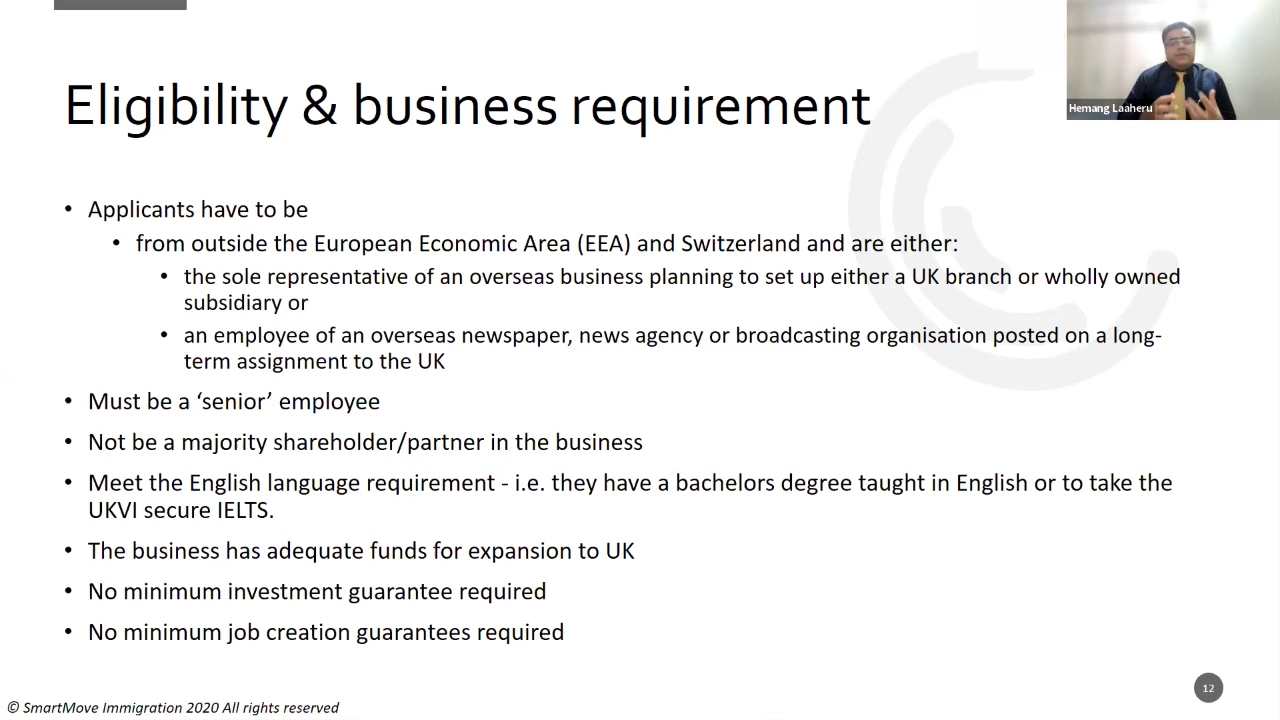 Hemang Laaheru
Eligibility & business requirement
• Applicants have to be
• from outside the European Economic Area (EEA) and Switzerland and are either:
• the sole representative of an overseas business planning to set up either a UK branch or wholly owned
subsidiary or
• an employee of an overseas newspaper, news agency or broadcasting organisation posted on a long-
term assignment to the UK
• Must be a ‘senior’ employee
• Not be a majority shareholder/partner in the business
• Meet the English language requirement - i.e. they have a bachelors degree taught in English or to take the
UKVI secure IELTS.
• The business has adequate funds for expansion to UK
• No minimum investment guarantee required
• No minimum job creation guarantees required
12
© SmartMove Immigration 2020 All rights reserved